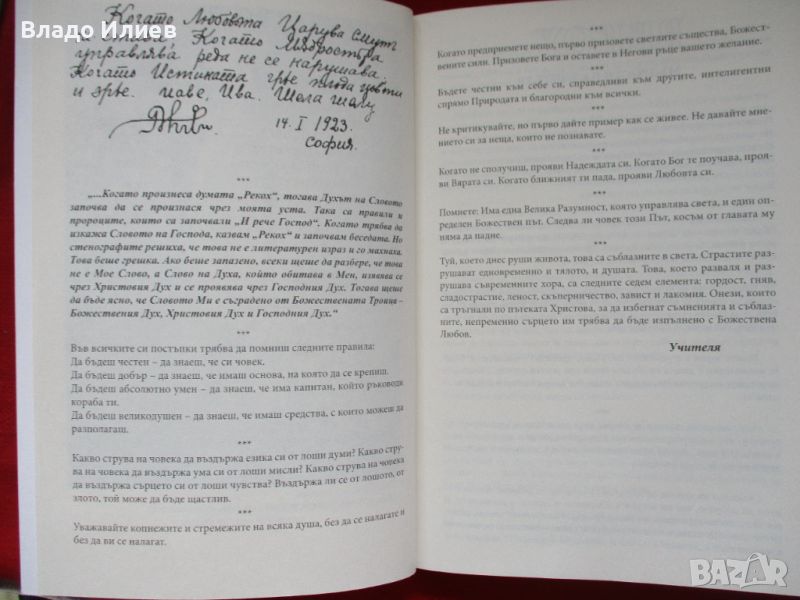 Владо Илиев
Когато Любовьта Царува Смутъ
не става. Когато Мѫдростьта
управлява реда не се нарушава.
Когато Истината грѣе плода цъвти
и зрѣе.
14. I 1923.
София.
***
„...Когато произнеса думата „Рекох“, тогава Духът на Словото
започва да се произнася чрез моята уста. Така са правили и
пророците, които са започвали „И рече Господ“. Когато трябва да
изкажа Словото на Господа, казвам „Рекох“ и започвам беседата. Но
стенографите решиха, че това не е литературен израз и го махнаха.
Това беше грешка. Ако беше запазено, всеки щеше да разбере, че това
не е Мое Слово, а Слово на Духа, който обитава в Мен, изявява се
чрез Христовия Дух и се проявява чрез Господния Дух. Тогава щеше
да бъде ясно, че Словото Ми е съградено от Божествената Троица –
Божествения Дух, Христовия Дух и Господния Дух.“
***
Във всичките си постъпки трябва да помниш следните правила:
Да бъдеш честен – да знаеш, че си човек.
Да бъдеш добър – да знаеш, че имаш основа, на която да се крепиш.
Да бъдеш абсолютно умен – да знаеш, че има капитан, който ръководи
кораба ти.
Да бъдеш великодушен – да знаеш, че имаш средства, с които можеш да
разполагаш.
***
Какво струва на човека да въздържа езика си от лоши думи? Какво стру-
ва на човека да въздържа ума си от лоши мисли? Какво струва на човека
да въздържа сърцето си от лоши чувства? Въздържа ли се от лошото, от
злото, той може да бъде щастлив.
***
Уважавайте копнежите и стремежите на всяка душа, без да се налагате и
без да ви се налагат.
***
Когато предприемете нещо, първо призовете светлите същества, Божест-
вените сили. Призовете Бога и оставете в Негови ръце вашето желание.
***
Бъдете честни към себе си, справедливи към другите, интелигентни
спрямо Природата и благородни към всички.
***
Не критикувайте, но първо дайте пример как се живее. Не давайте мне-
нието си за неща, които не познавате.
***
Когато не сполучиш, прояви Надеждата си. Когато Бог те поучава, проя-
ви Вярата си. Когато ближният ти пада, прояви Любовта си.
***
Помнете: Има една Велика Разумност, която управлява света, и един оп-
ределен Божествен път. Следва ли човек този Път, косъм от главата му
няма да падне.
***
Туй, което днес руши живота, това са съблазните в света. Страстите раз-
рушават едновременно и тялото, и душата. Това, което разваля и раз-
рушава съвременните хора, са следните седем елемента: гордост, гняв,
сладострастие, леност, скъперничество, завист и лакомия. Онези, които
са тръгнали по пътеката Христова, за да избегнат съмненията и съблаз-
ните, непременно сърцето им трябва да бъде изпълнено с Божествена
Любов.
Учителя
BAZAR